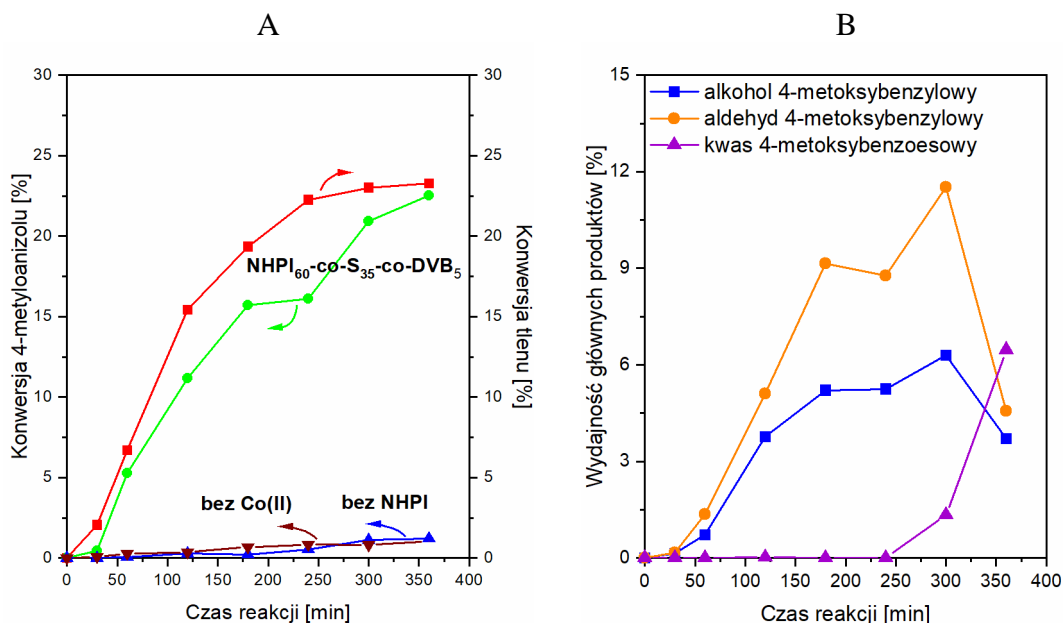 A
Konwersja 4-metyloanizolu [%]
30
25
20
15
10
5
0
30
25
20
15
10
5
0
Konwersja tlenu [%]
NHPI60-co-S35-co-DVB5
bez Co(II)
bez NHPI
0 50 100 150 200 250 300 350 400
Czas reakcji [min]
B
Wydajność głównych produktów [%]
15
12
9
6
3
0
alkohol 4-metoksybenzylowy
aldehyd 4-metoksybenzylowy
kwas 4-metoksybenzoesowy
0 50 100 150 200 250 300 350 400
Czas reakcji [min]